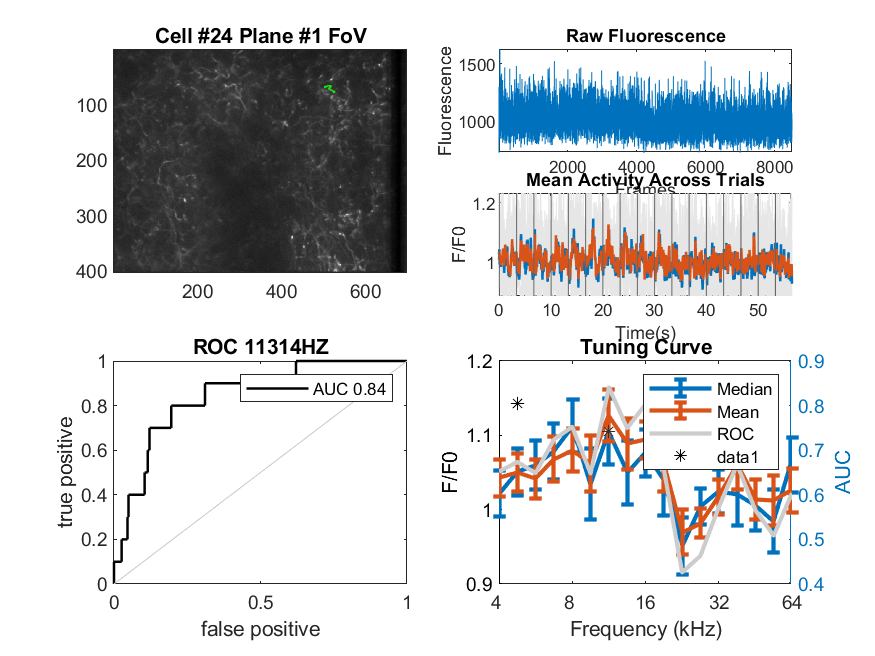 Cell #24 Plane #1 FoV
100
200
300
400
200 400 600
Raw Fluorescence
Fluorescence
1500
1000
2000 4000 6000 8000
Frames
Mean Activity Across Trials
F/F0
1.2
1
0 10 20 30 40 50
Time(s)
ROC 11314HZ
true positive
1
0.8
0.6
0.4
0.2
0
AUC 0.84
0 0.5 1
false positive
Tuning Curve
F/F0
1.2
1.1
1
0.9
Median
Mean
ROC
data1
0.9
0.8
0.7
0.6
0.5
0.4
AUC
4 8 16 32 64
Frequency (kHz)